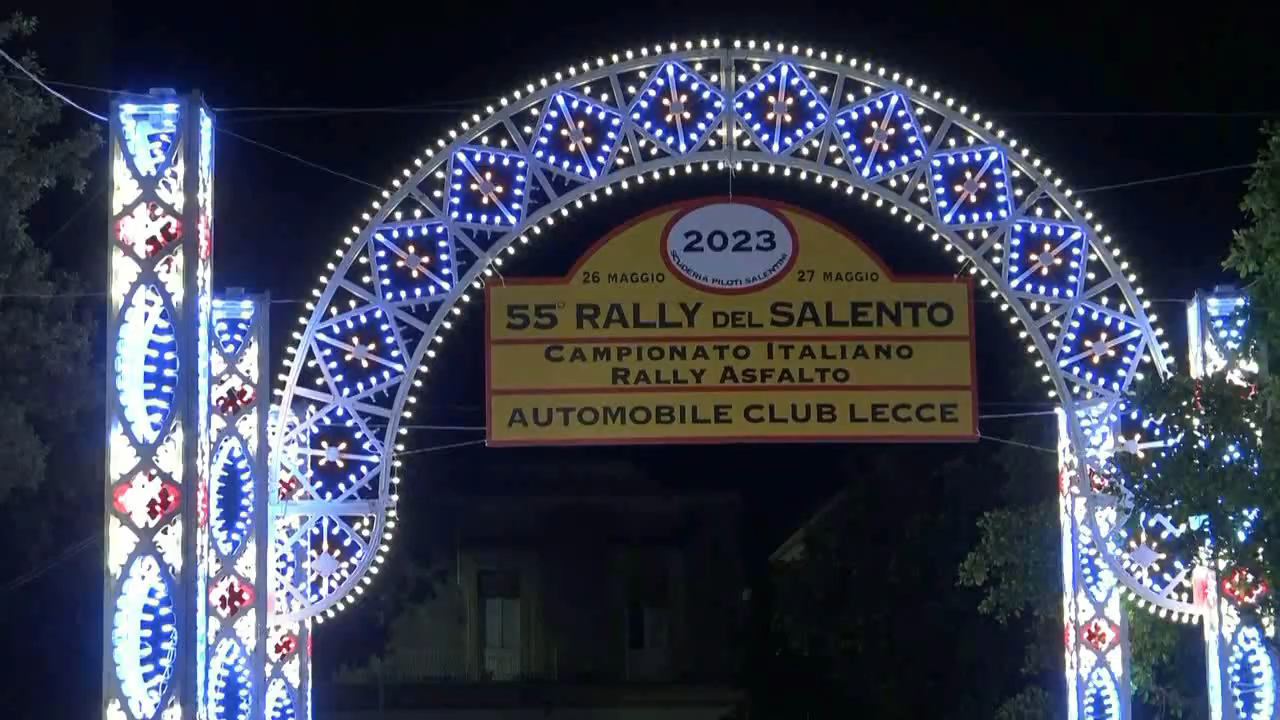 2023
SCUDERIA PILOTI SALENTINI
26 MAGGIO 27 MAGGIO
55° RALLY DEL SALENTO
CAMPIONATO ITALIANO
RALLY ASFALTO
AUTOMOBILE CLUB LECCE